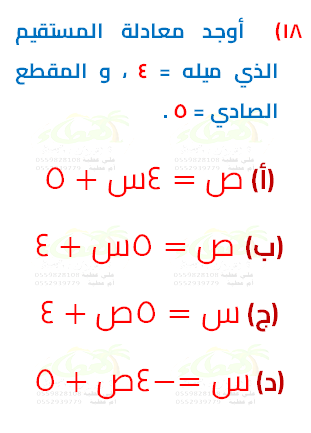 ١٨) أوجد معادلة المستقيم
الذي ميله = ٤ ، و المقطع
الصادي = ٥ .
(أ) ص = ٤س + ٥
(ب) ص = ٥س + ٤
(ج) س = ٥ص + ٤
(د) س =−٤ص + ٥